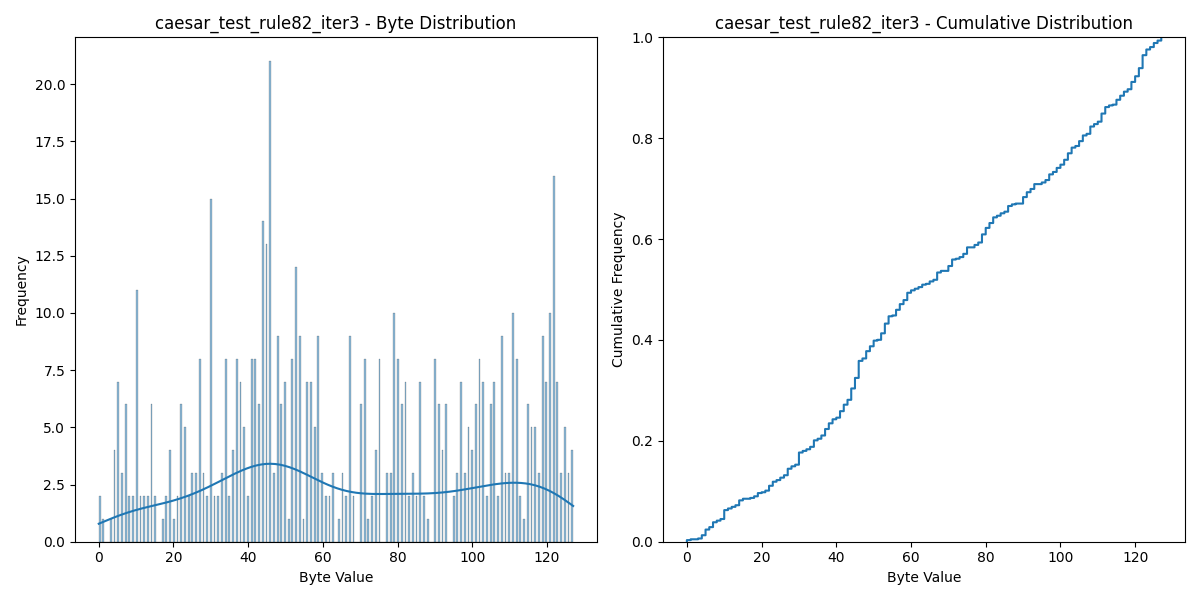 caesar_test_rule82_iter3 - Byte Distribution
20.0
17.5
15.0
12.5
10.0
7.5
5.0
2.5
0.0
Frequency
0 20 40 60 80 100 120
Byte Value
caesar_test_rule82_iter3 - Cumulative Distribution
1.0
0.8
0.6
0.4
0.2
0.0
Cumulative Frequency
0 20 40 60 80 100 120
Byte Value